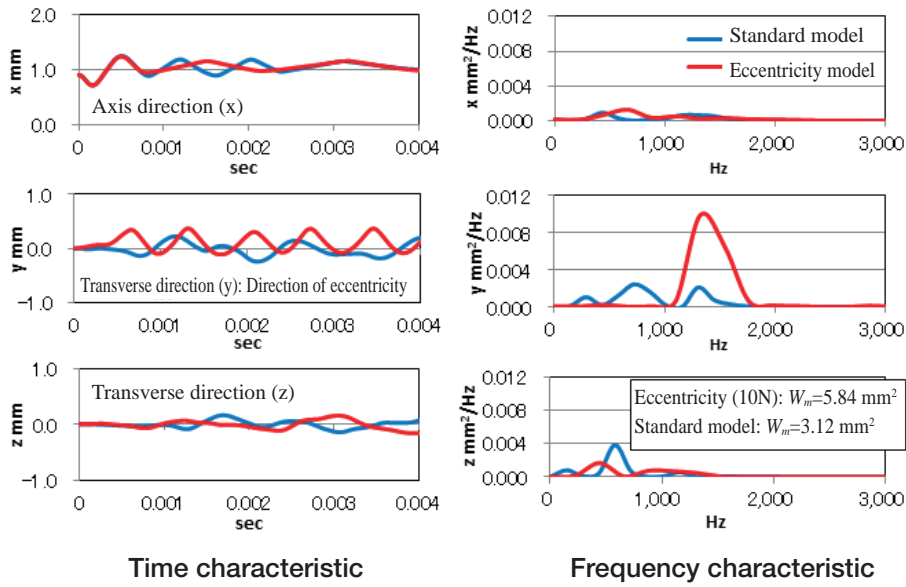 2.0
1.0
0.0
x mm
Axis direction (x)
0 0.001 0.002 0.003 0.004
sec
0.012
0.008
0.004
0.000
x mm²/Hz
Standard model
Eccentricity model
0 1,000 2,000 3,000
Hz
1.0
0.0
−1.0
y mm
Transverse direction (y): Direction of eccentricity
0 0.001 0.002 0.003 0.004
sec
0.012
0.008
0.004
0.000
y mm²/Hz
0 1,000 2,000 3,000
Hz
1.0
0.0
−1.0
z mm
Transverse direction (z)
0 0.001 0.002 0.003 0.004
sec
0.012
0.008
0.004
0.000
z mm²/Hz
Eccentricity (10N): Wm=5.84 mm²
Standard model: Wm=3.12 mm²
0 1,000 2,000 3,000
Hz
Time characteristic
Frequency characteristic